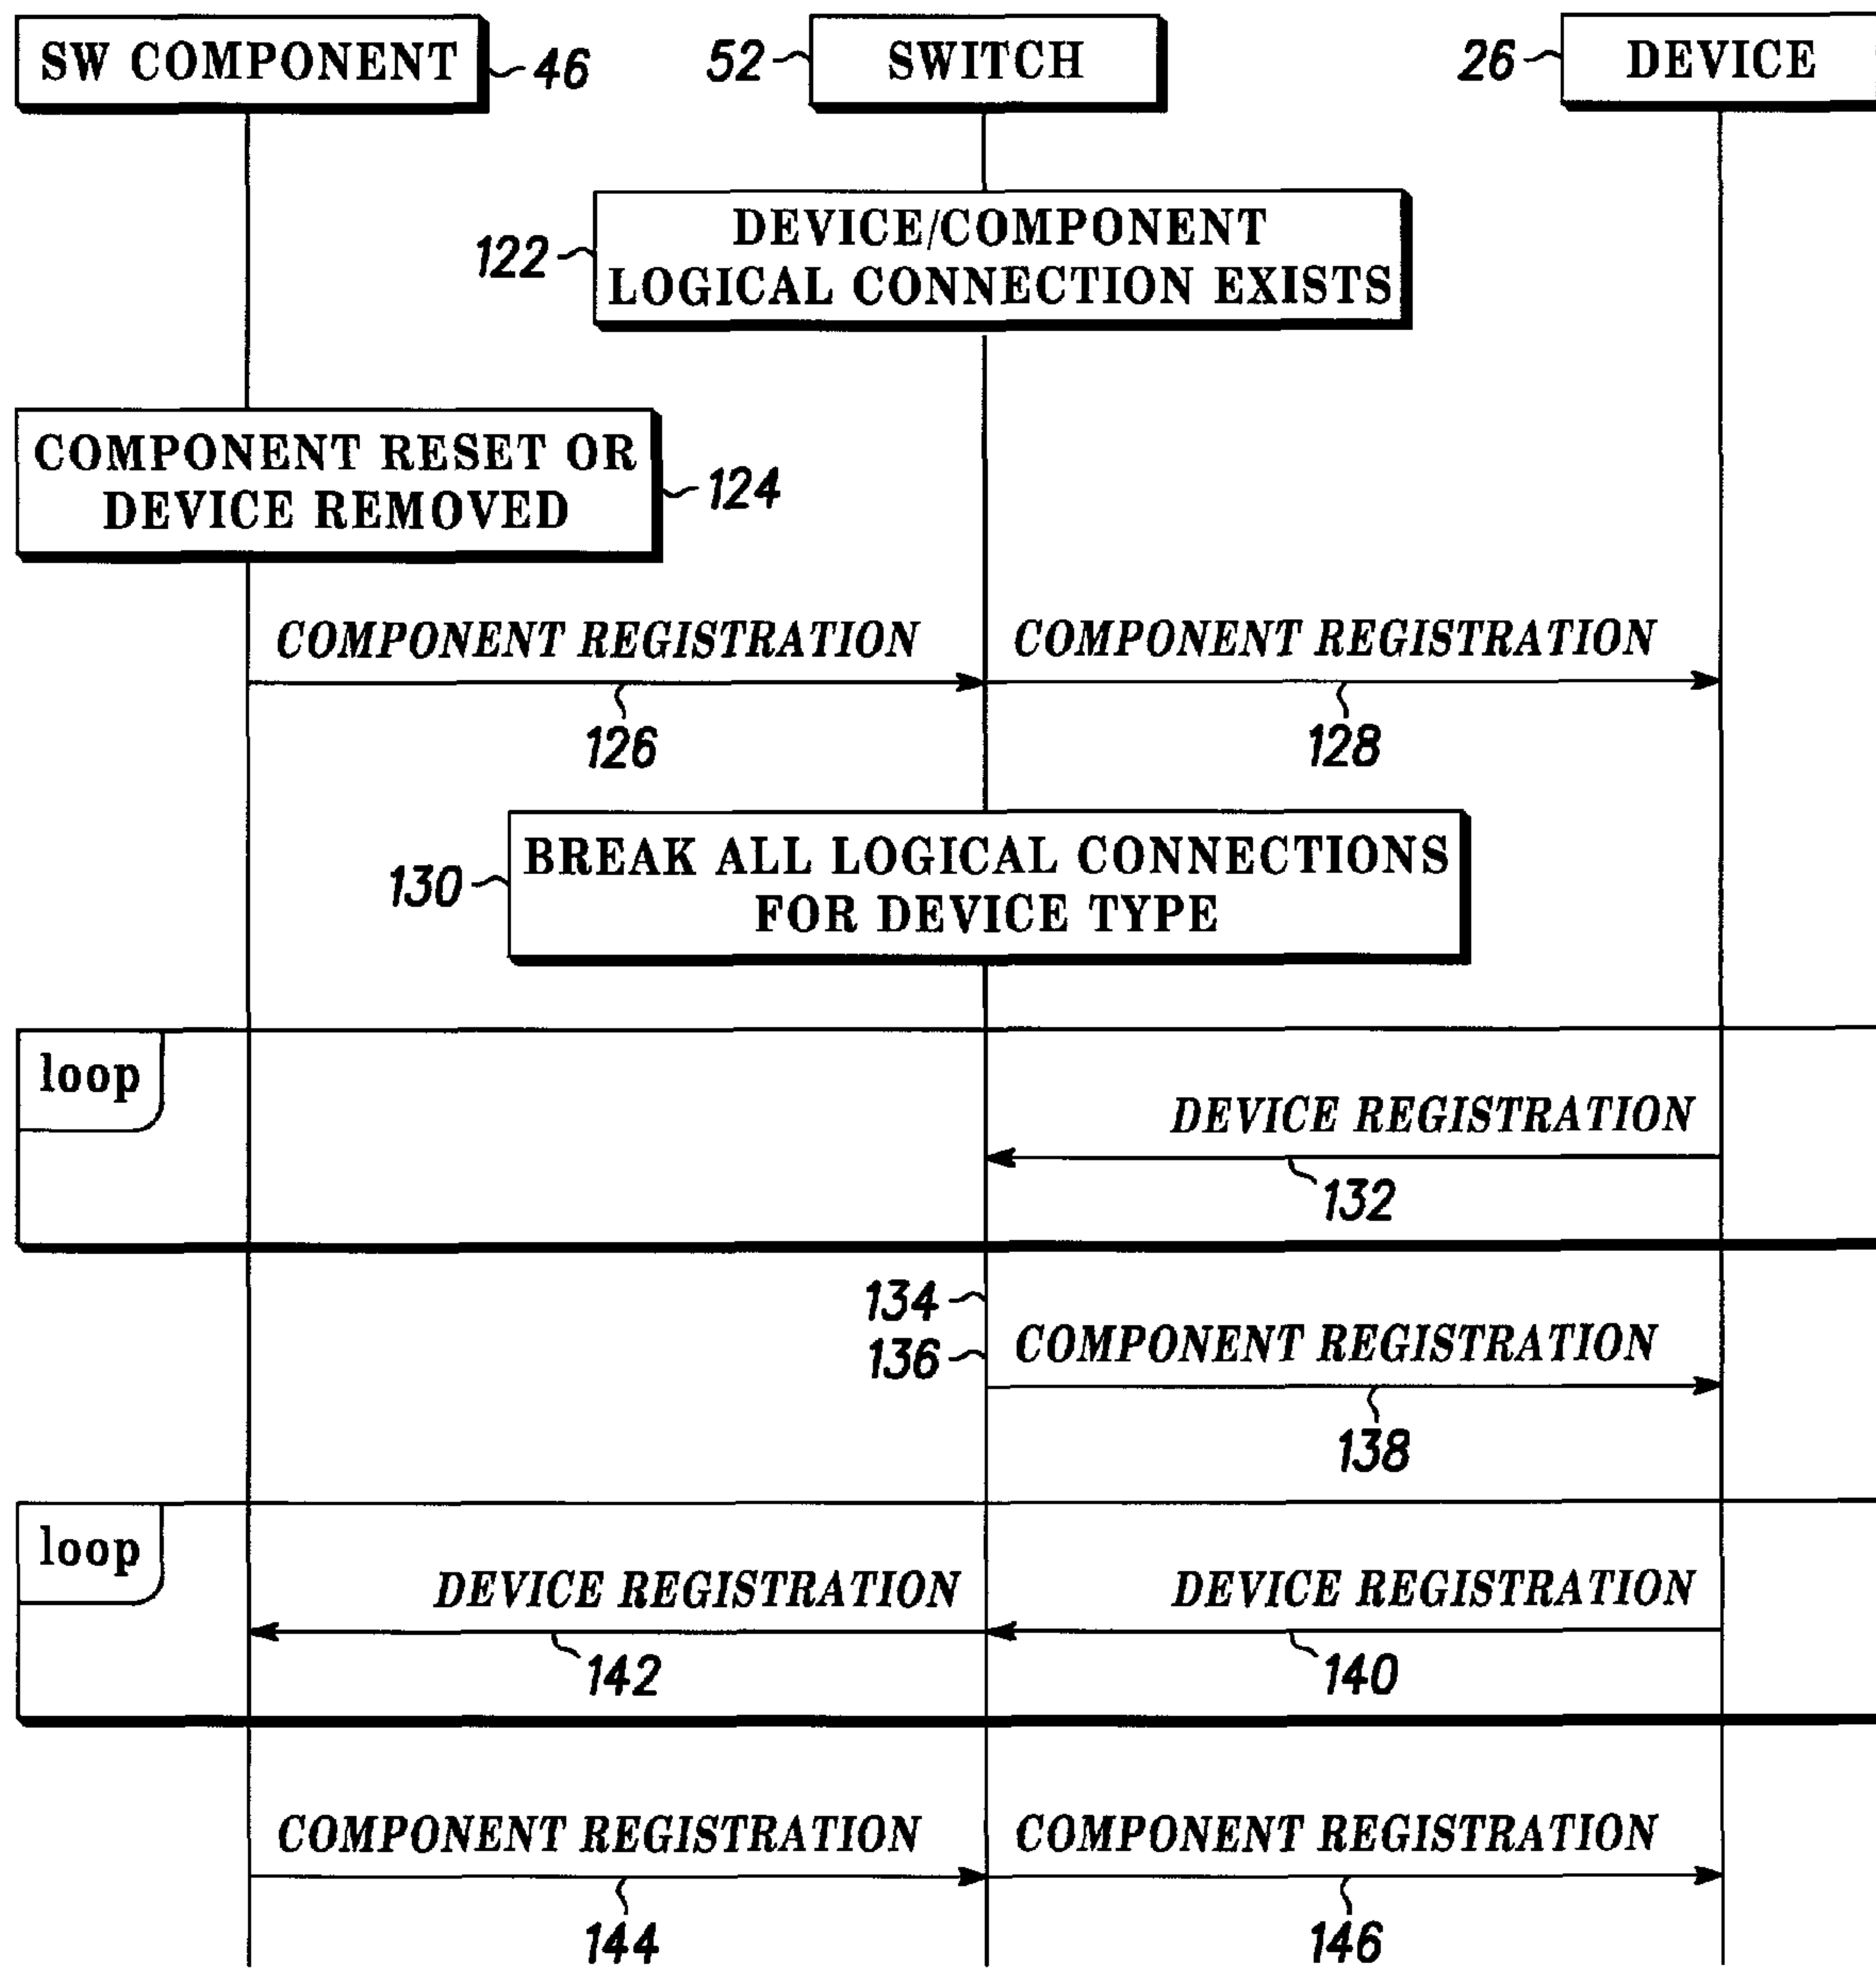 SW COMPONENT
46
52
SWITCH
26
DEVICE
122
DEVICE/COMPONENT
LOGICAL CONNECTION EXISTS
COMPONENT RESET OR
DEVICE REMOVED
124
COMPONENT REGISTRATION
COMPONENT REGISTRATION
126
128
130
BREAK ALL LOGICAL CONNECTIONS
FOR DEVICE TYPE
loop
DEVICE REGISTRATION
132
134
136
COMPONENT REGISTRATION
138
loop
DEVICE REGISTRATION
DEVICE REGISTRATION
142
140
COMPONENT REGISTRATION
COMPONENT REGISTRATION
144
146